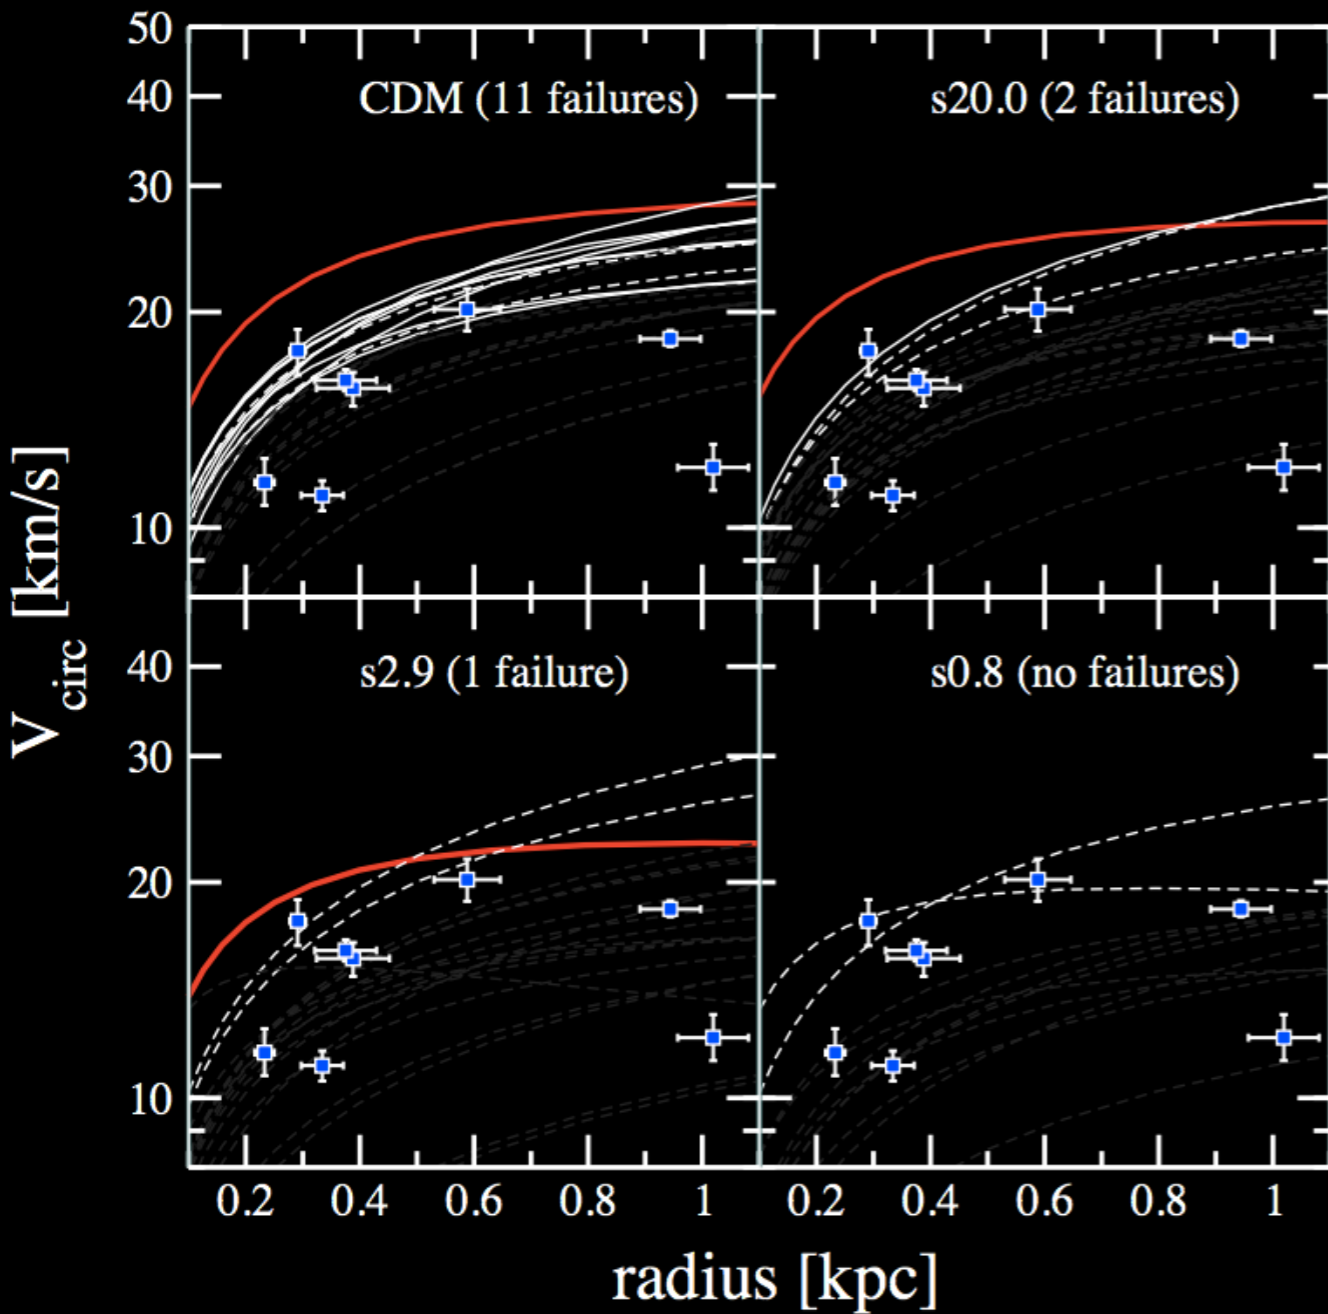 50
40
30
20
10
CDM (11 failures)
s20.0 (2 failures)
40
30
20
10
s2.9 (1 failure)
s0.8 (no failures)
V_circ [km/s]
0.2 0.4 0.6 0.8 1 0.2 0.4 0.6 0.8 1
radius [kpc]